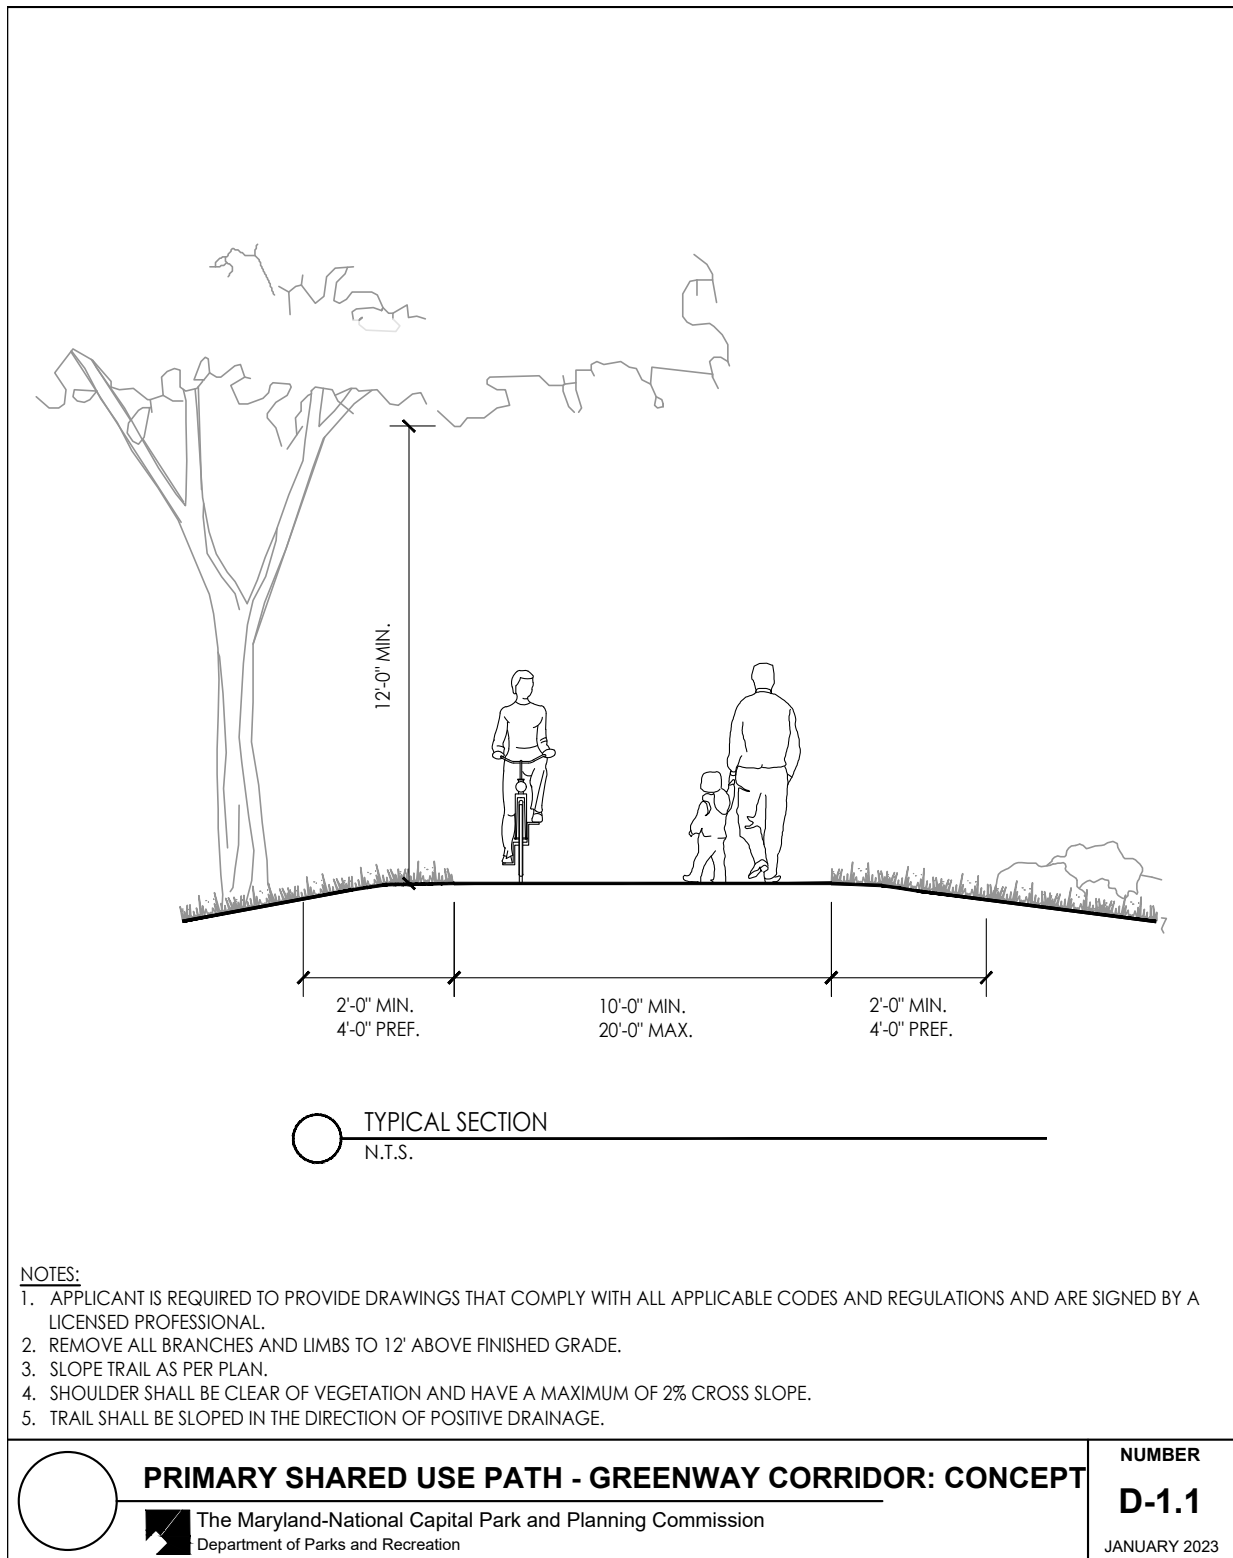 12'-0" MIN.
2'-0" MIN.
4'-0" PREF.
10'-0" MIN.
20'-0" MAX.
2'-0" MIN.
4'-0" PREF.
TYPICAL SECTION
N.T.S.
NOTES:
1. APPLICANT IS REQUIRED TO PROVIDE DRAWINGS THAT COMPLY WITH ALL APPLICABLE CODES AND REGULATIONS AND ARE SIGNED BY A
LICENSED PROFESSIONAL.
2. REMOVE ALL BRANCHES AND LIMBS TO 12' ABOVE FINISHED GRADE.
3. SLOPE TRAIL AS PER PLAN.
4. SHOULDER SHALL BE CLEAR OF VEGETATION AND HAVE A MAXIMUM OF 2% CROSS SLOPE.
5. TRAIL SHALL BE SLOPED IN THE DIRECTION OF POSITIVE DRAINAGE.
PRIMARY SHARED USE PATH - GREENWAY CORRIDOR: CONCEPT
The Maryland-National Capital Park and Planning Commission
Department of Parks and Recreation
NUMBER
D-1.1
JANUARY 2023